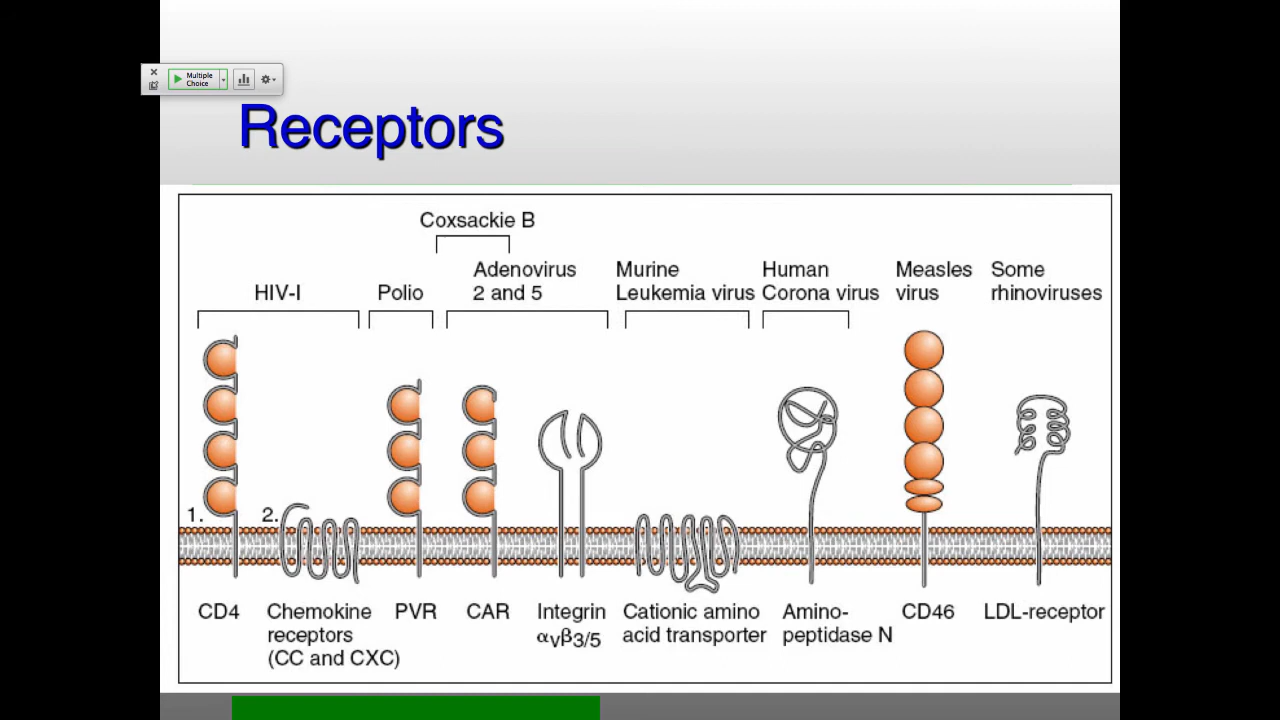 Multiple
Choice
Receptors
Coxsackie B
HIV-I
Polio
Adenovirus
2 and 5
Murine
Leukemia virus
Human
Corona virus
Measles
virus
Some
rhinoviruses
1.
2.
CD4
Chemokine
receptors
(CC and CXC)
PVR
CAR
Integrin
αvβ3/5
Cationic amino
acid transporter
Amino-
peptidase N
CD46
LDL-receptor